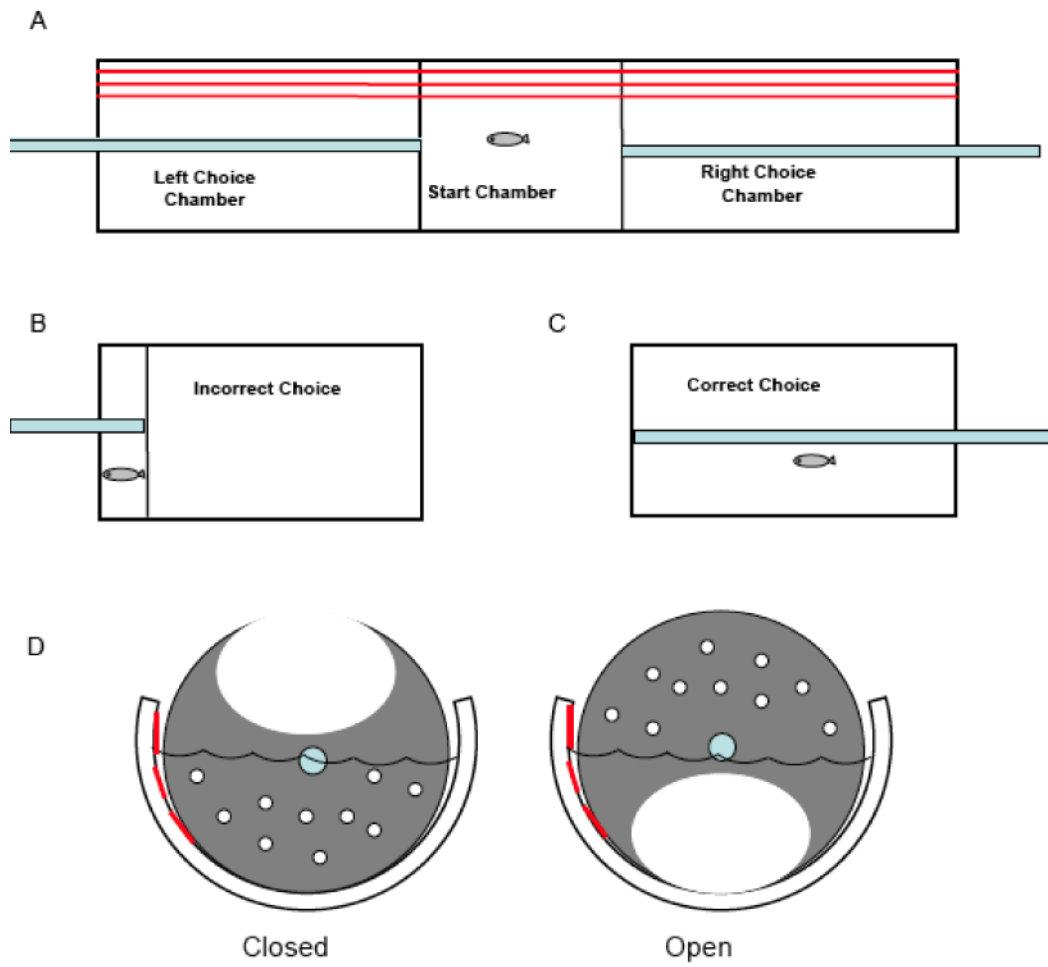 A
Left Choice
Chamber
Start Chamber
Right Choice
Chamber
B
Incorrect Choice
C
Correct Choice
D
Closed
Open